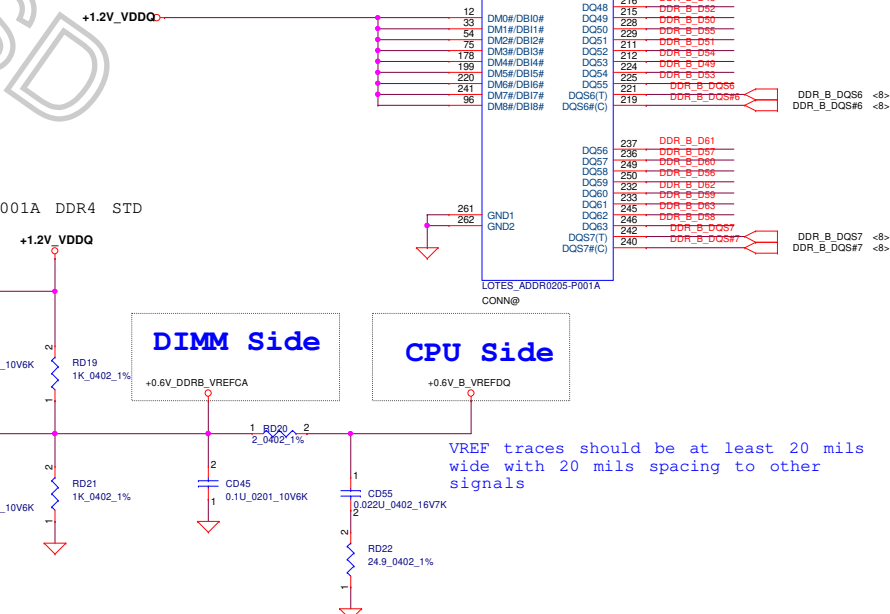 +1.2V_VDDQ
12 DM0#/DBI0#
33 DM1#/DBI1#
54 DM2#/DBI2#
75 DM3#/DBI3#
178 DM4#/DBI4#
199 DM5#/DBI5#
220 DM6#/DBI6#
241 DM7#/DBI7#
96 DM8#/DBI8#
261 GND1
262 GND2
DQ48 216 DDR_B_D52
DQ49 215 DDR_B_D50
DQ50 228 DDR_B_D55
DQ51 229 DDR_B_D51
DQ52 211 DDR_B_D54
DQ53 212 DDR_B_D49
DQ54 224 DDR_B_D53
DQ55 225
DQS6(T) 221 DDR_B_DQS6 DDR_B_DQS6 <8>
DQS6#(C) 219 DDR_B_DQS#6 DDR_B_DQS#6 <8>
DQ56 237 DDR_B_D61
DQ57 236 DDR_B_D57
DQ58 249 DDR_B_D60
DQ59 250 DDR_B_D56
DQ60 232 DDR_B_D62
DQ61 233 DDR_B_D59
DQ62 245 DDR_B_D63
DQ63 246 DDR_B_D58
DQS7(T) 242 DDR_B_DQS7 DDR_B_DQS7 <8>
DQS7#(C) 240 DDR_B_DQS#7 DDR_B_DQS#7 <8>
LOTES_ADDR0205-P001A
CONN@
001A DDR4 STD
+1.2V_VDDQ
_10V6K
2
RD19
1K_0402_1%
1
DIMM Side
+0.6V_DDRB_VREFCA
CPU Side
+0.6V_B_VREFDQ
1 RD20 2
2_0402_1%
VREF traces should be at least 20 mils
wide with 20 mils spacing to other
signals
_10V6K
2
RD21
1K_0402_1%
1
2
CD45
0.1U_0201_10V6K
1
1
CD55
0.022U_0402_16V7K
2
2
RD22
24.9_0402_1%
1